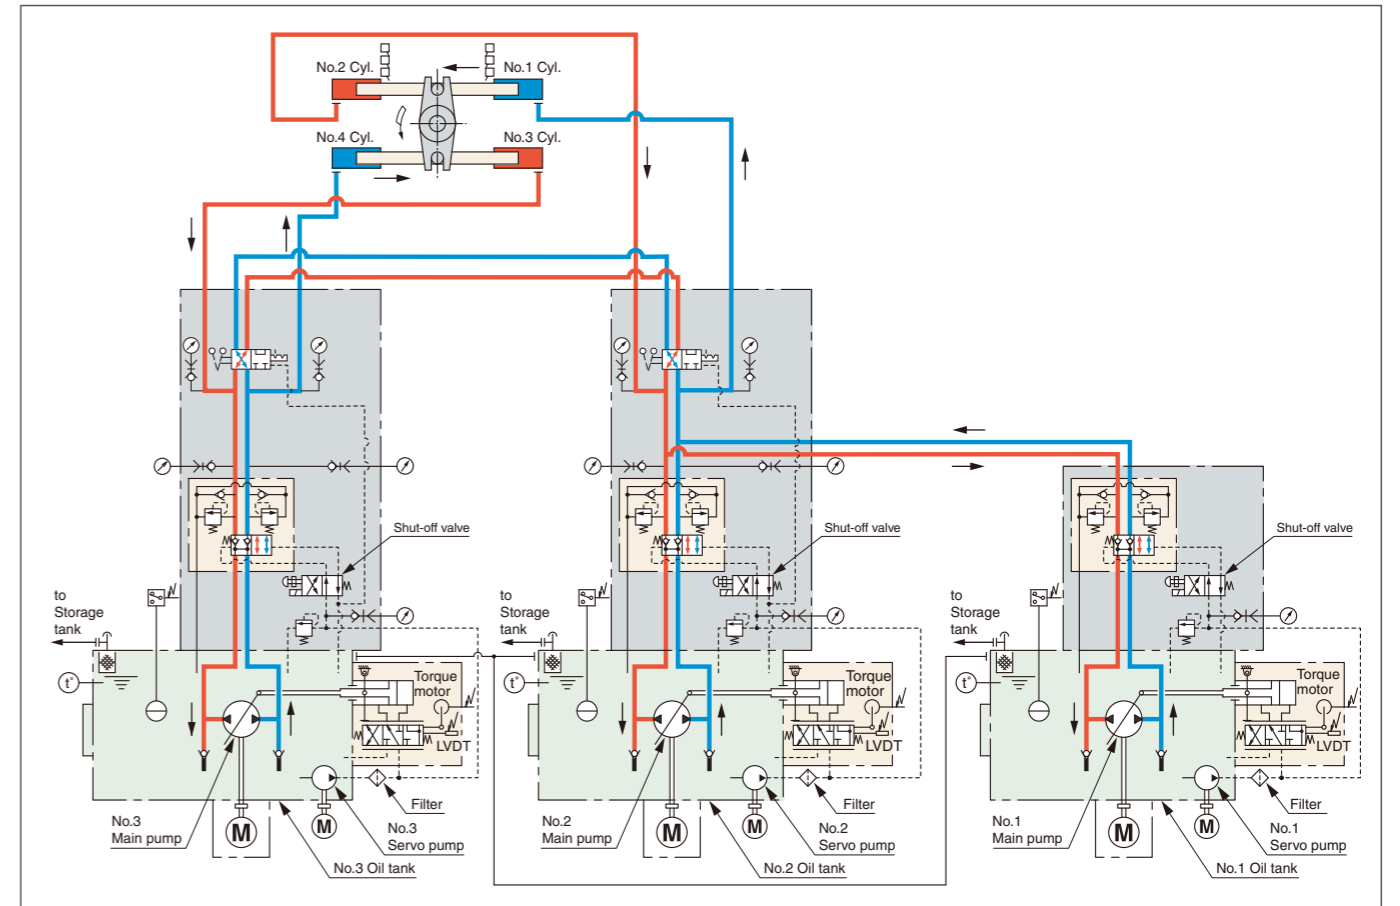 No.2 Cyl.
No.1 Cyl.
No.4 Cyl.
No.3 Cyl.
Shut-off valve
Shut-off valve
Shut-off valve
to
Storage
tank
to
Storage
tank
to
Storage
tank
t°
t°
t°
Torque
motor
Torque
motor
Torque
motor
LVDT
LVDT
LVDT
Filter
Filter
Filter
No.3
Main pump
M
M
No.3
Servo pump
No.2
Main pump
M
M
No.2
Servo pump
No.1
Main pump
M
M
No.1
Servo pump
No.3 Oil tank
No.2 Oil tank
No.1 Oil tank